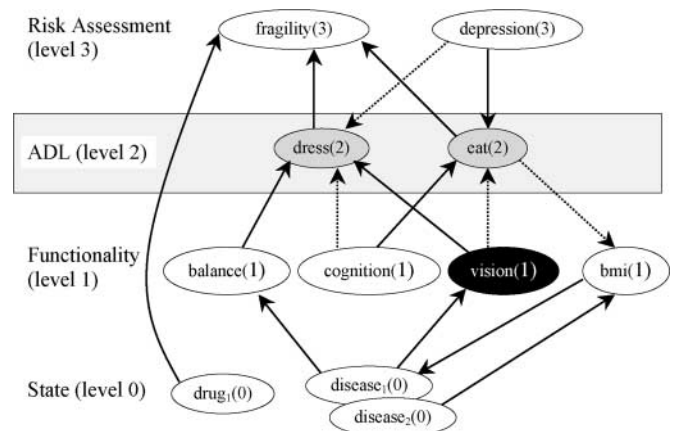 Risk Assessment
(level 3)
fragility(3)
depression(3)
ADL (level 2)
dress(2)
eat(2)
Functionality
(level 1)
balance(1)
cognition(1)
vision(1)
bmi(1)
State (level 0)
drug₁(0)
disease₁(0)
disease₂(0)